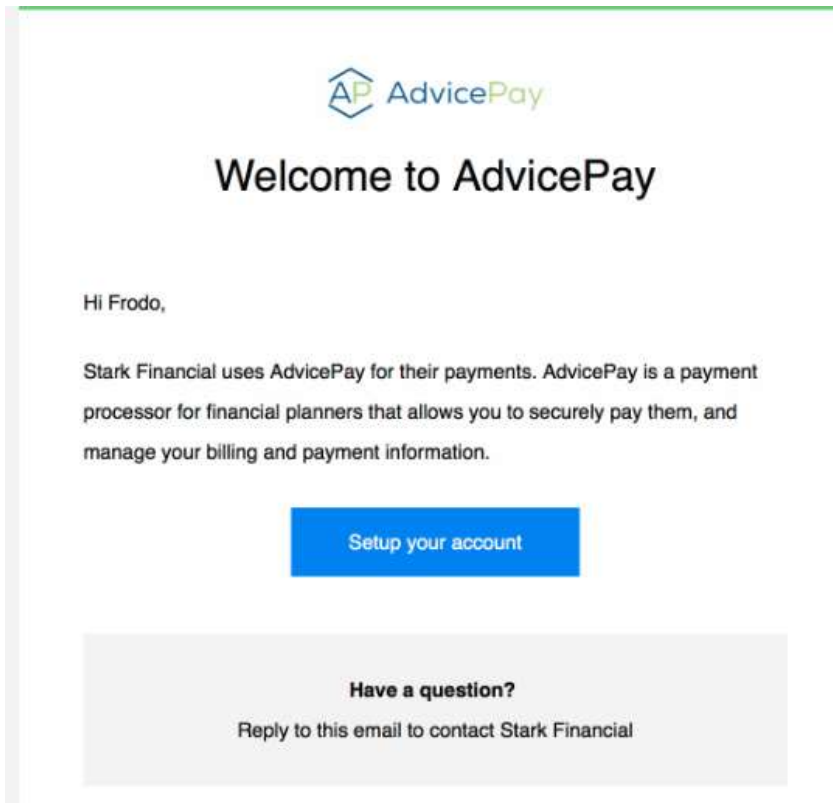 AP AdvicePay
Welcome to AdvicePay
Hi Frodo,
Stark Financial uses AdvicePay for their payments. AdvicePay is a payment
processor for financial planners that allows you to securely pay them, and
manage your billing and payment information.
Setup your account
Have a question?
Reply to this email to contact Stark Financial